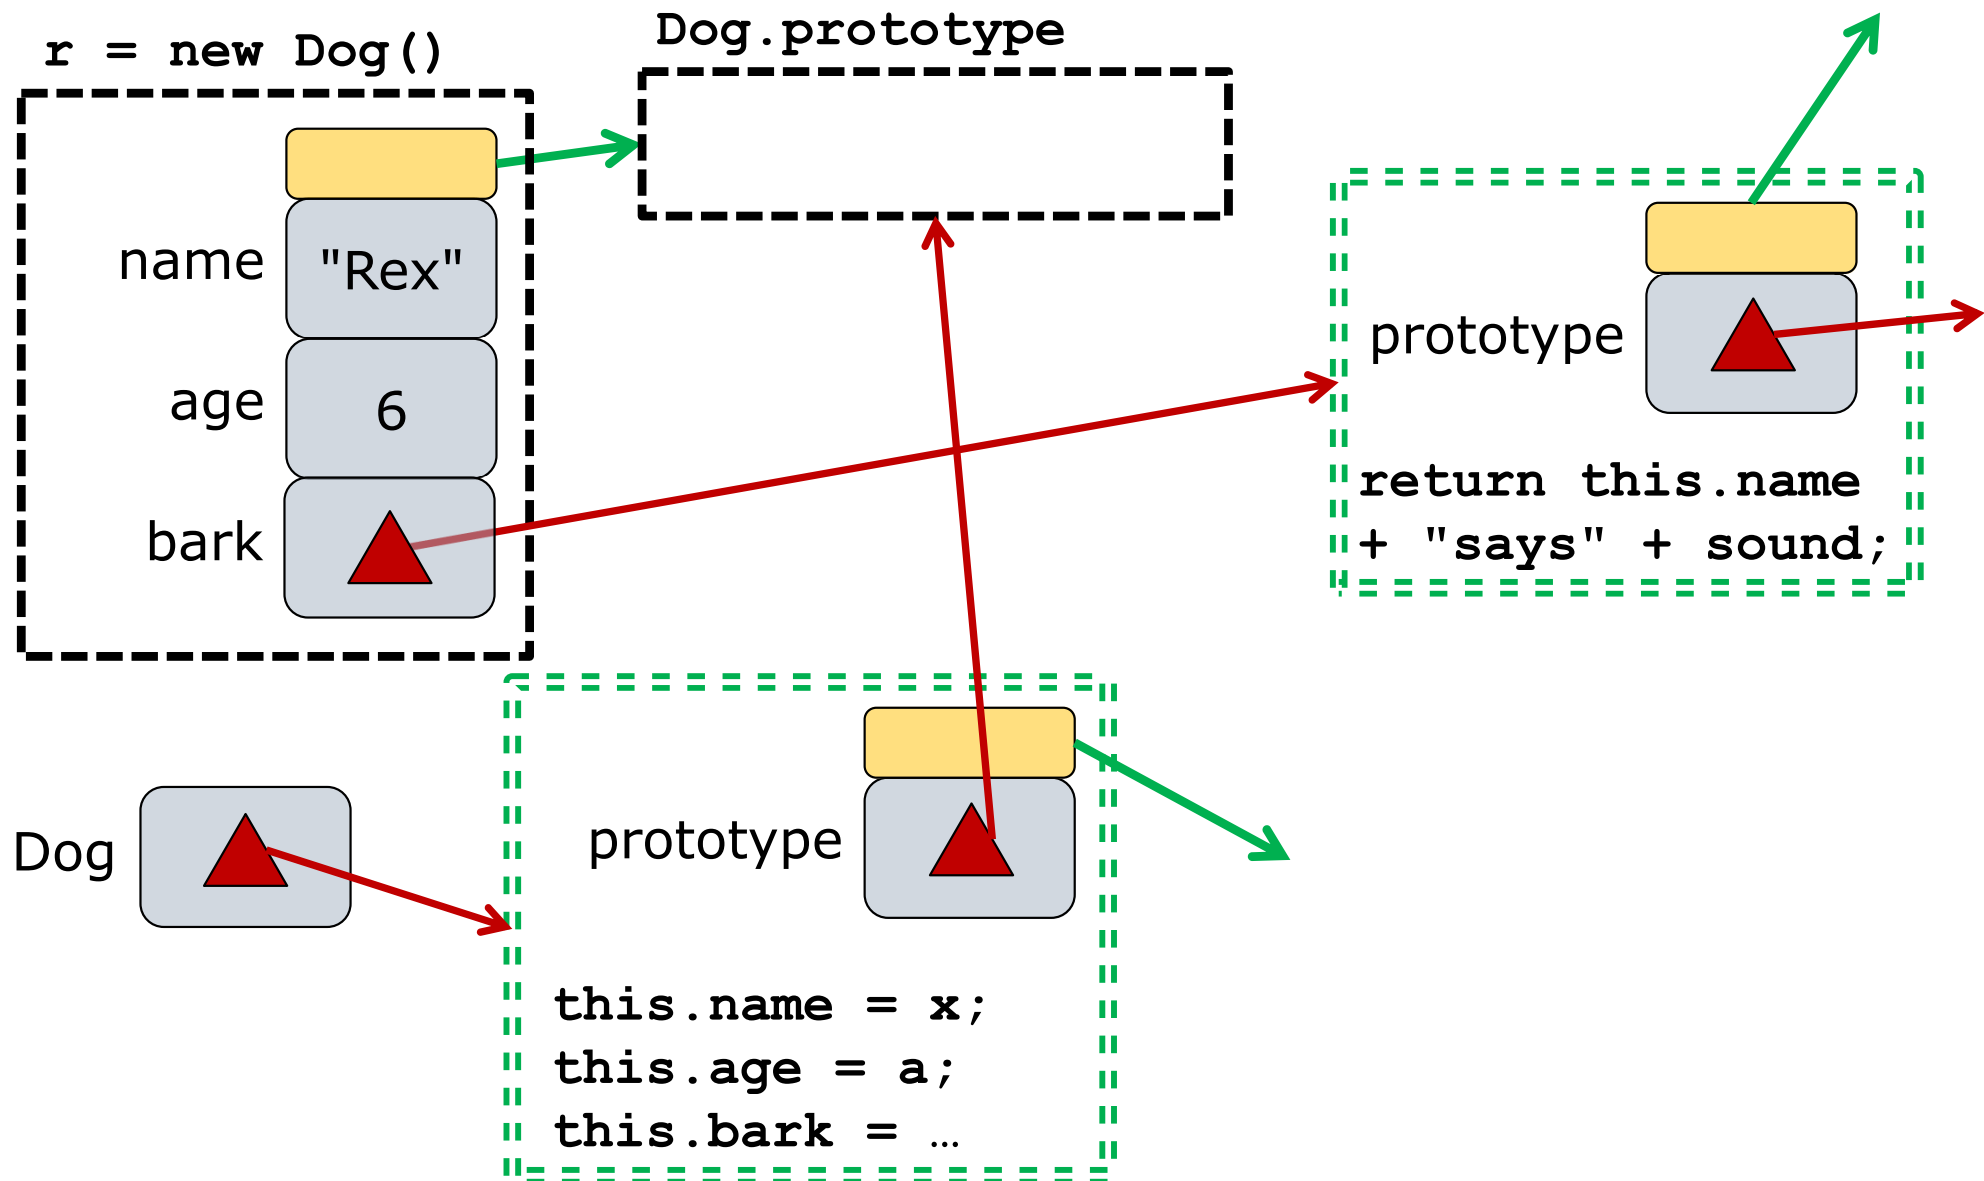 r = new Dog()
Dog.prototype
name
"Rex"
age
6
bark
prototype
return this.name
+ "says" + sound;
Dog
prototype
this.name = x;
this.age = a;
this.bark = …